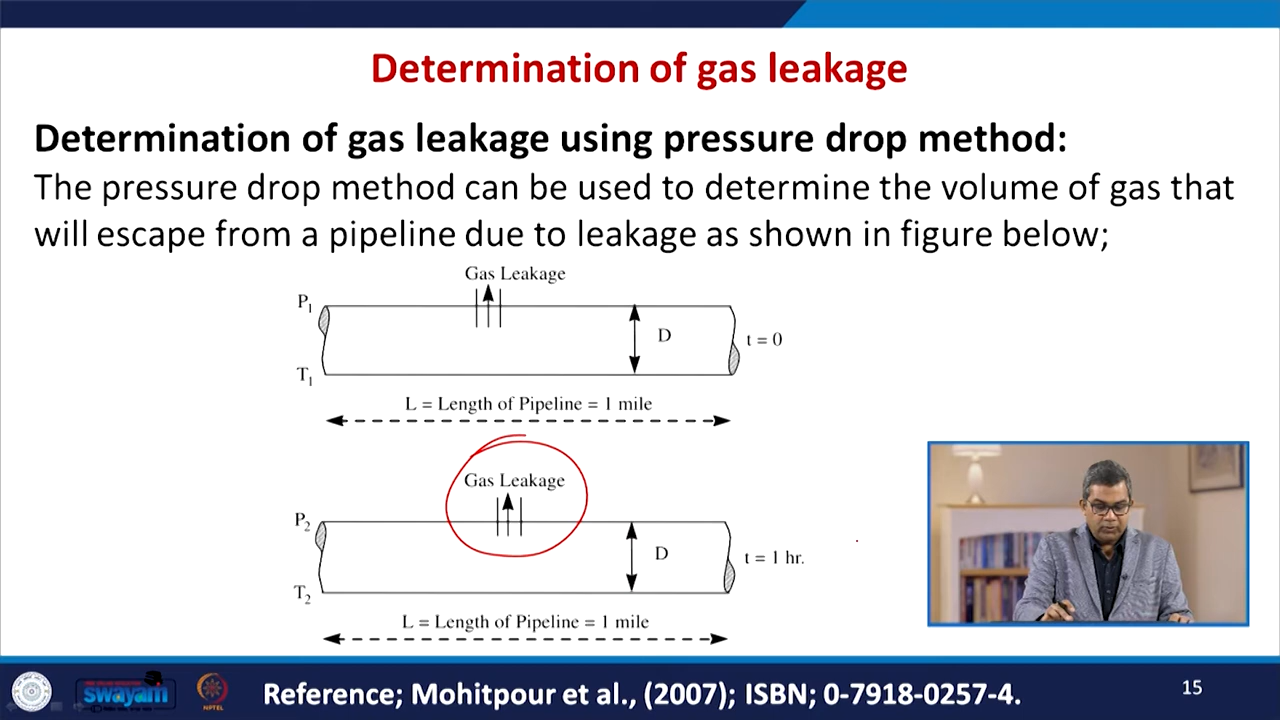 Determination of gas leakage
Determination of gas leakage using pressure drop method:
The pressure drop method can be used to determine the volume of gas that
will escape from a pipeline due to leakage as shown in figure below;
Gas Leakage
P1
D
t = 0
T1
L = Length of Pipeline = 1 mile
Gas Leakage
P2
D
t = 1 hr.
T2
L = Length of Pipeline = 1 mile
swayam
NPTEL
Reference; Mohitpour et al., (2007); ISBN; 0-7918-0257-4.
15